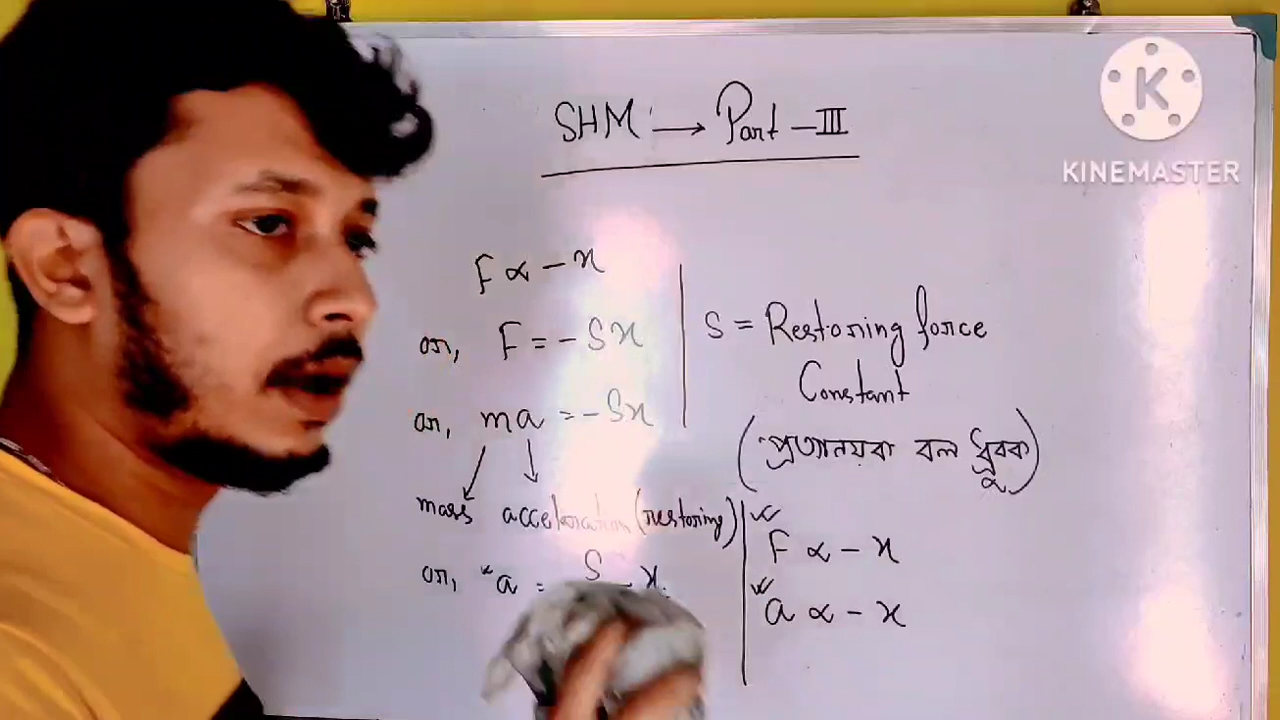 SHM → Part - III
F ∝ - x
or, F = - Sx
or, ma = - Sx
mass acceleration (restoring)
or, a = S x
S = Restoring force
Constant
(প্রত্যানয়ক বল ধ্রুবক)
F ∝ - x
a ∝ - x
K
KINEMASTER